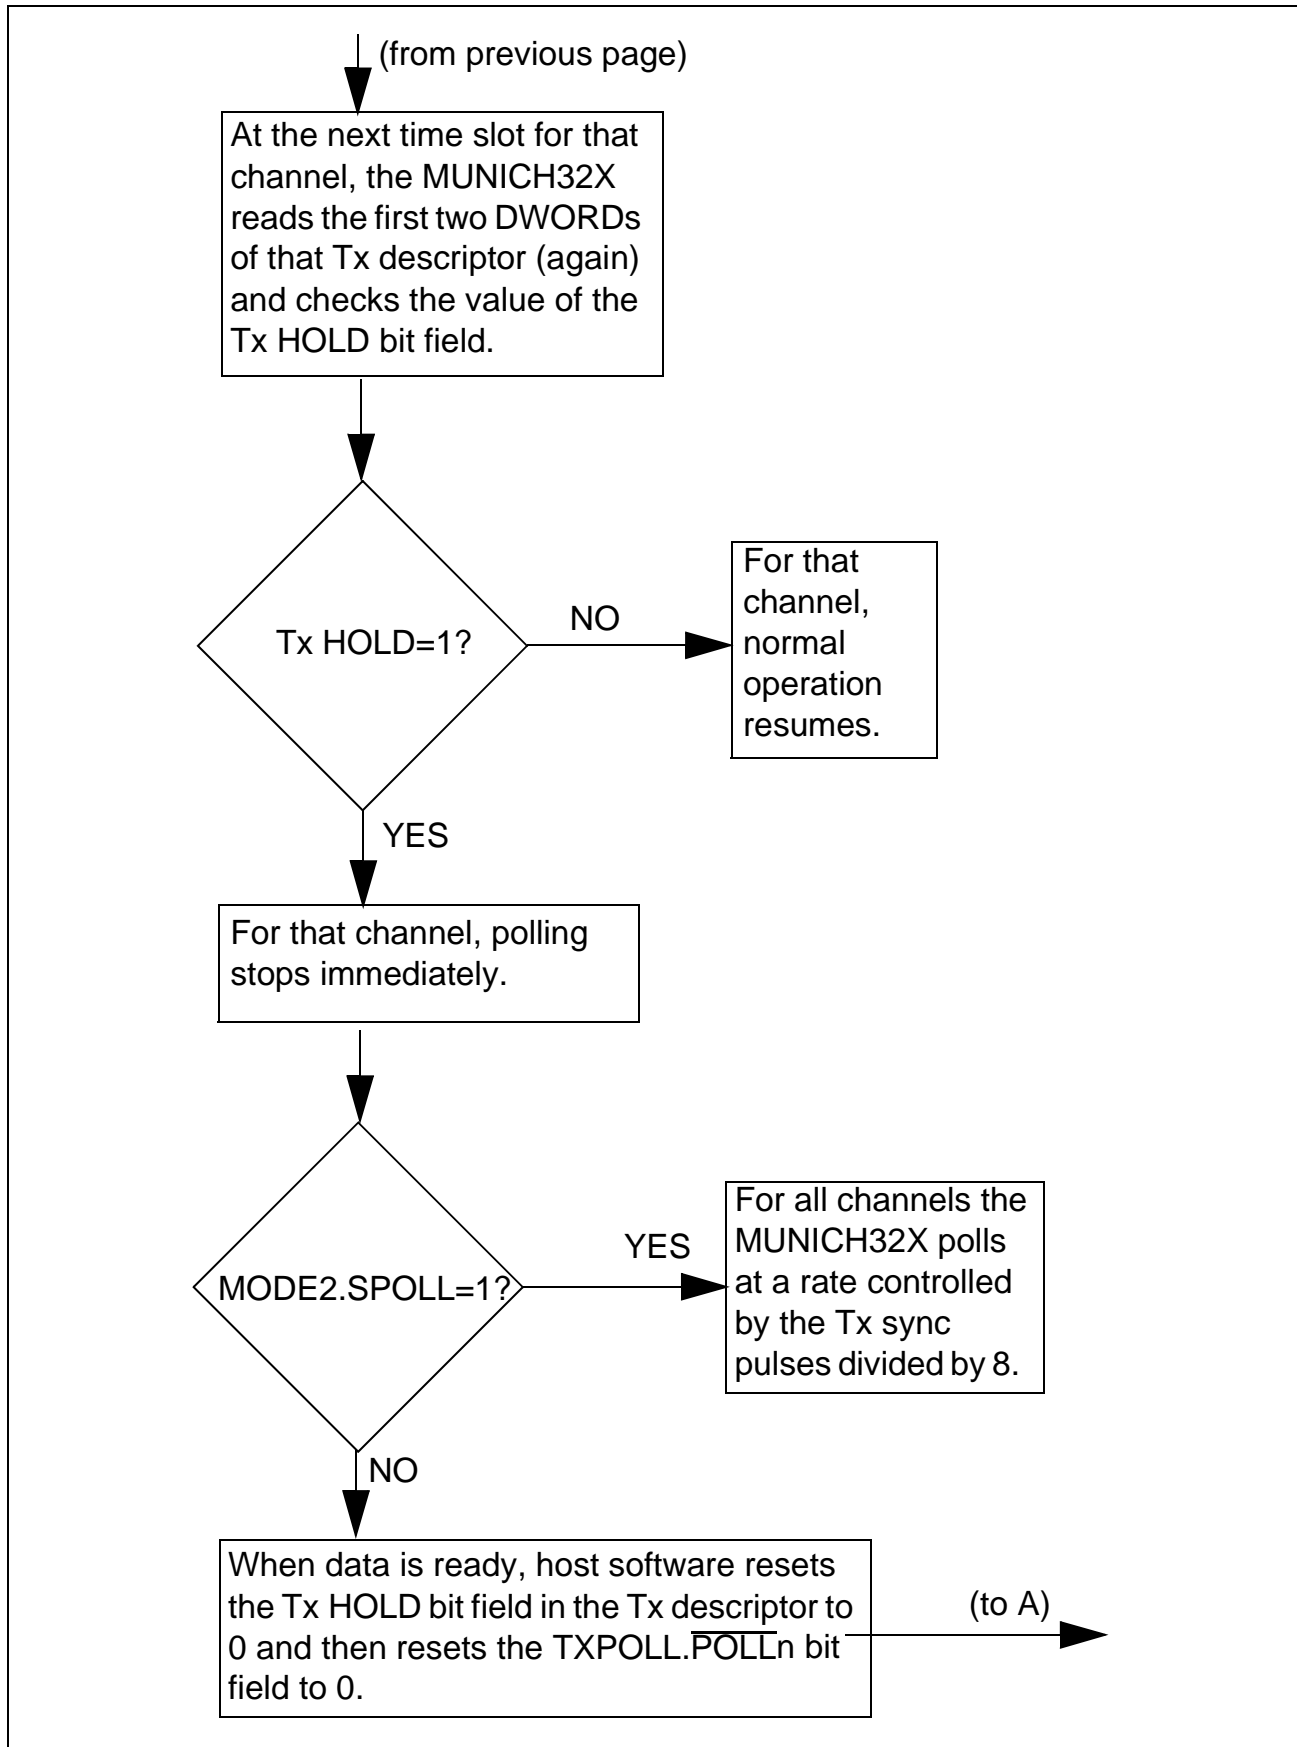 (from previous page)
At the next time slot for that
channel, the MUNICH32X
reads the first two DWORDs
of that Tx descriptor (again)
and checks the value of the
Tx HOLD bit field.
Tx HOLD=1?
NO
For that
channel,
normal
operation
resumes.
YES
For that channel, polling
stops immediately.
MODE2.SPOLL=1?
YES
For all channels the
MUNICH32X polls
at a rate controlled
by the Tx sync
pulses divided by 8.
NO
When data is ready, host software resets
the Tx HOLD bit field in the Tx descriptor to
0 and then resets the TXPOLL.P̅O̅L̅L̅n bit
field to 0.
(to A)